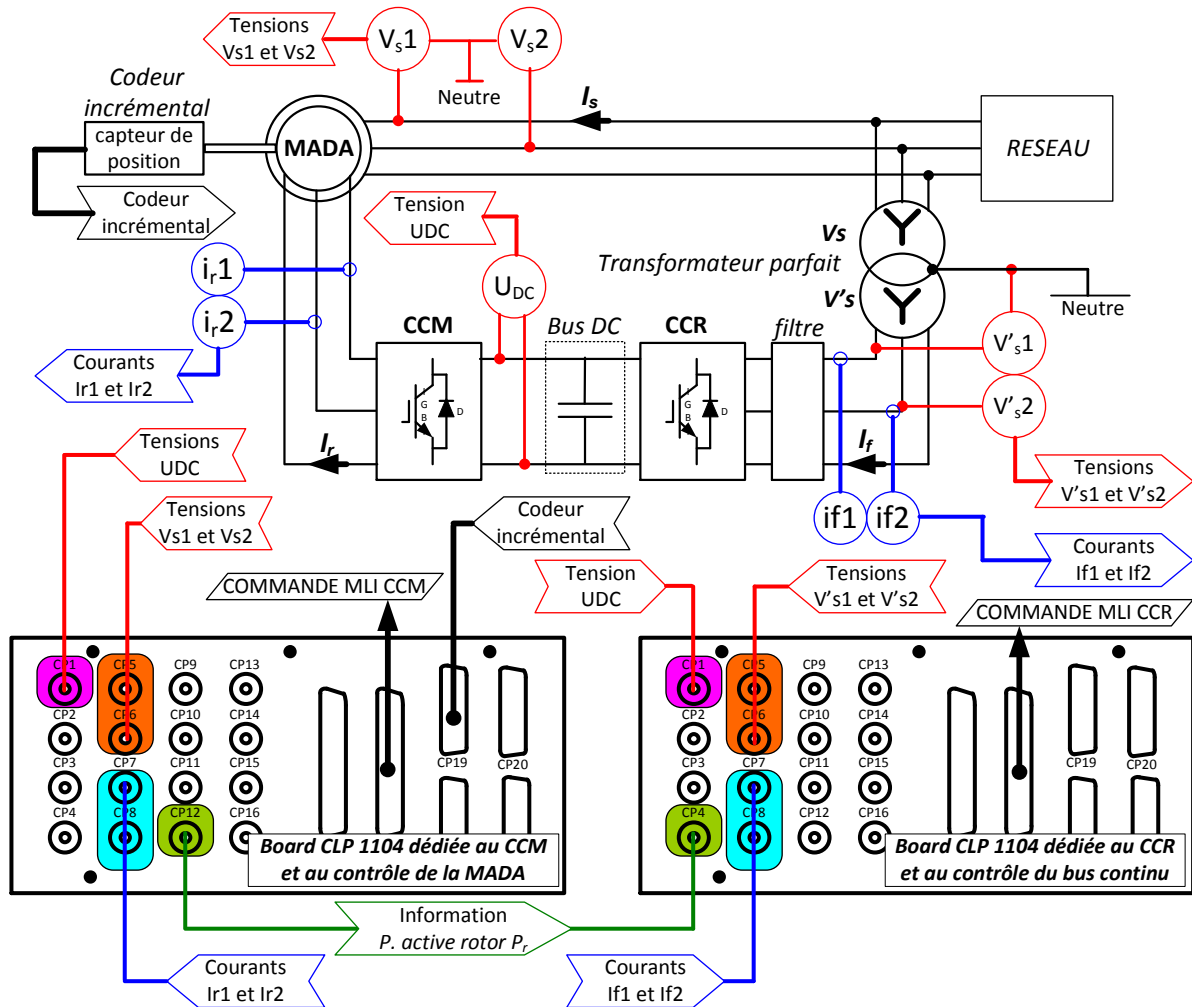 Tensions
Vs1 et Vs2
Vs1
Vs2
Neutre
Codeur
incrémental
capteur de
position
MADA
Is
RESEAU
Codeur
incrémental
Tension
UDC
Vs
Transformateur parfait
V's
Neutre
ir1
ir2
UDC
Courants
Ir1 et Ir2
CCM
Bus DC
CCR
filtre
V's1
V's2
I
G
B
D
I
G
B
D
Ir
If
if1
if2
Tensions
V's1 et V's2
Courants
If1 et If2
Tensions
UDC
Tensions
Vs1 et Vs2
Codeur
incrémental
COMMANDE MLI CCM
Tension
UDC
Tensions
V's1 et V's2
COMMANDE MLI CCR
CP1 CP5 CP9 CP13
CP2 CP6 CP10 CP14
CP3 CP7 CP11 CP15 CP19 CP20
CP4 CP8 CP12 CP16
Board CLP 1104 dédiée au CCM
et au contrôle de la MADA
CP1 CP5 CP9 CP13
CP2 CP6 CP10 CP14
CP3 CP7 CP11 CP15 CP19 CP20
CP4 CP8 CP12 CP16
Board CLP 1104 dédiée au CCR
et au contrôle du bus continu
Information
P. active rotor Pr
Courants
Ir1 et Ir2
Courants
If1 et If2